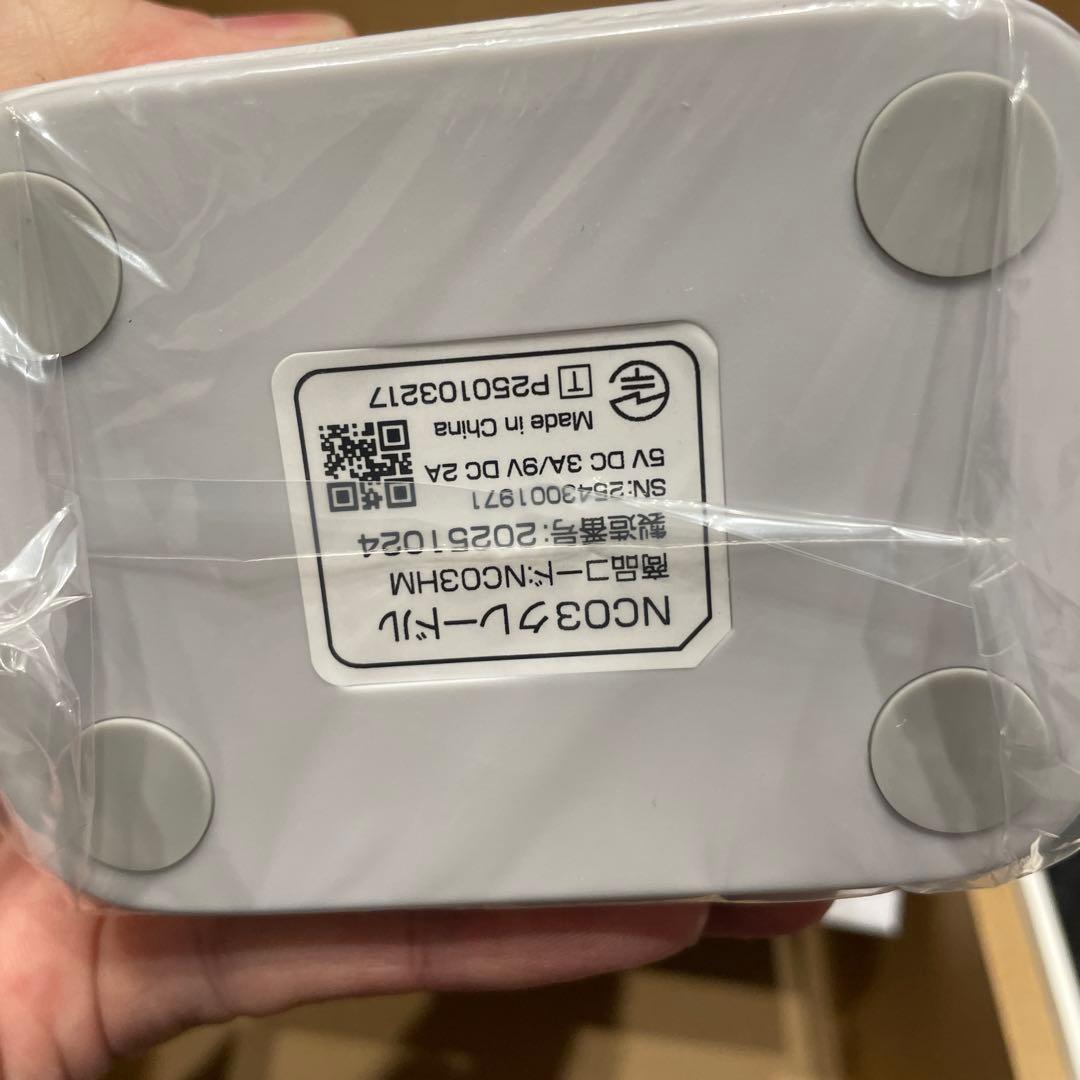 NC03クレードル
商品コード:NC03HM
製造番号:20251024
SN:2543001971
5V DC 3A/9V DC 2A
Made in China
T P250103217